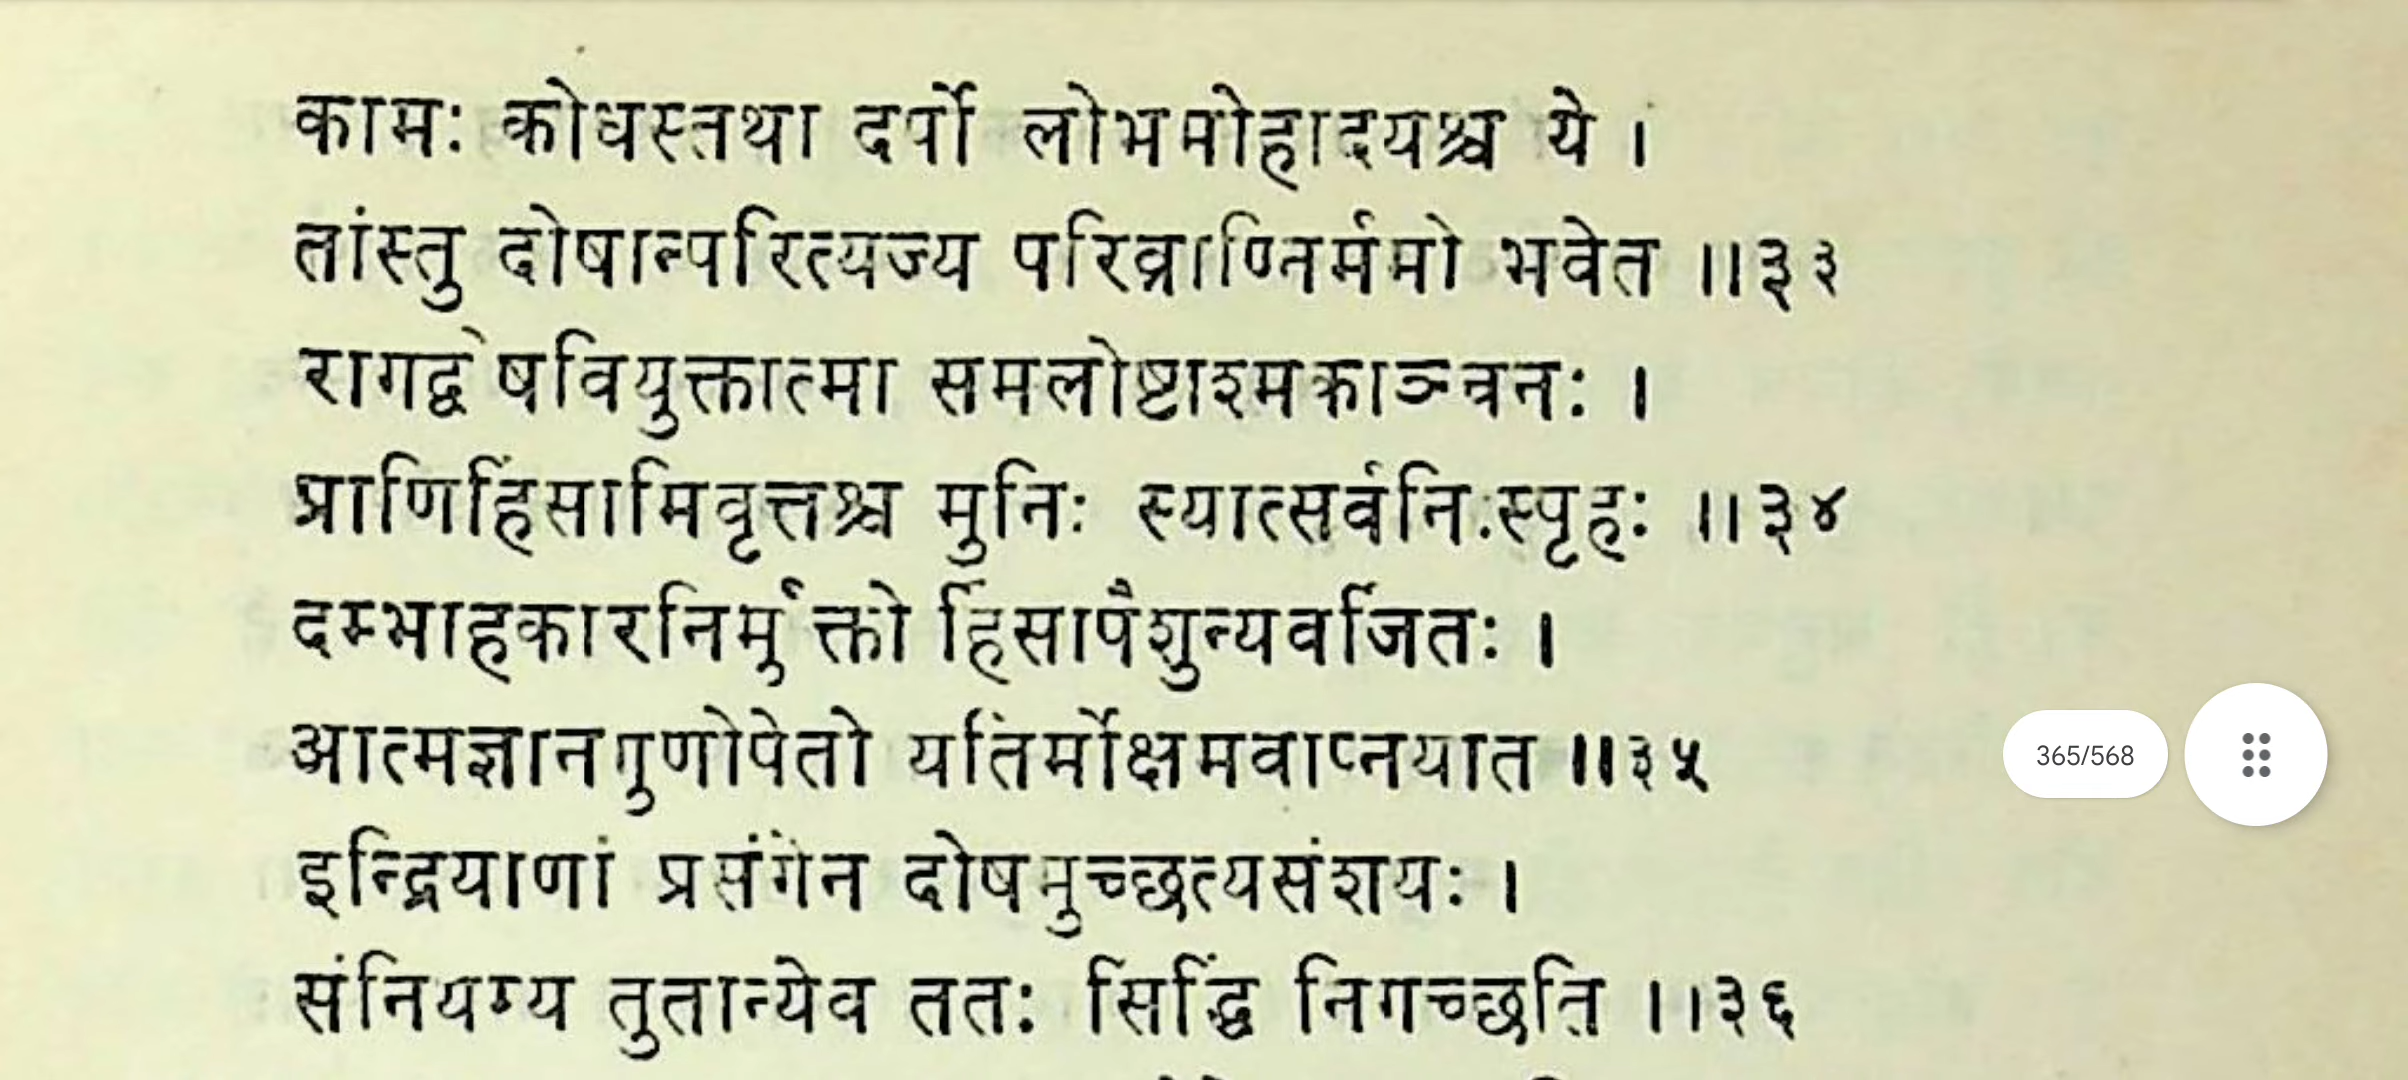 कामः कोधस्तथा दर्पो लोभमोहादयश्च ये ।
तांस्तु दोषान्परित्यज्य परिव्राण्निर्ममो भवेत ।।३३
रागद्वेषवियुक्तात्मा समलोष्टाश्मकाञ्चनः ।
प्राणिहिंसामिवृत्तश्च मुनिः स्यात्सर्वनि.स्पृहः ।।३४
दम्भाहकारनिर्मुक्तो हिंसापैशुन्यवर्जितः ।
आत्मज्ञानगुणोपेतो यतिंर्मोक्षमवाप्नयात ।।३५
इन्द्रियाणां प्रसंगेन दोषमुच्छत्यसंशयः ।
संनियम्य तुतान्येव ततः सिद्धिं निगच्छति ।।३६
365/568